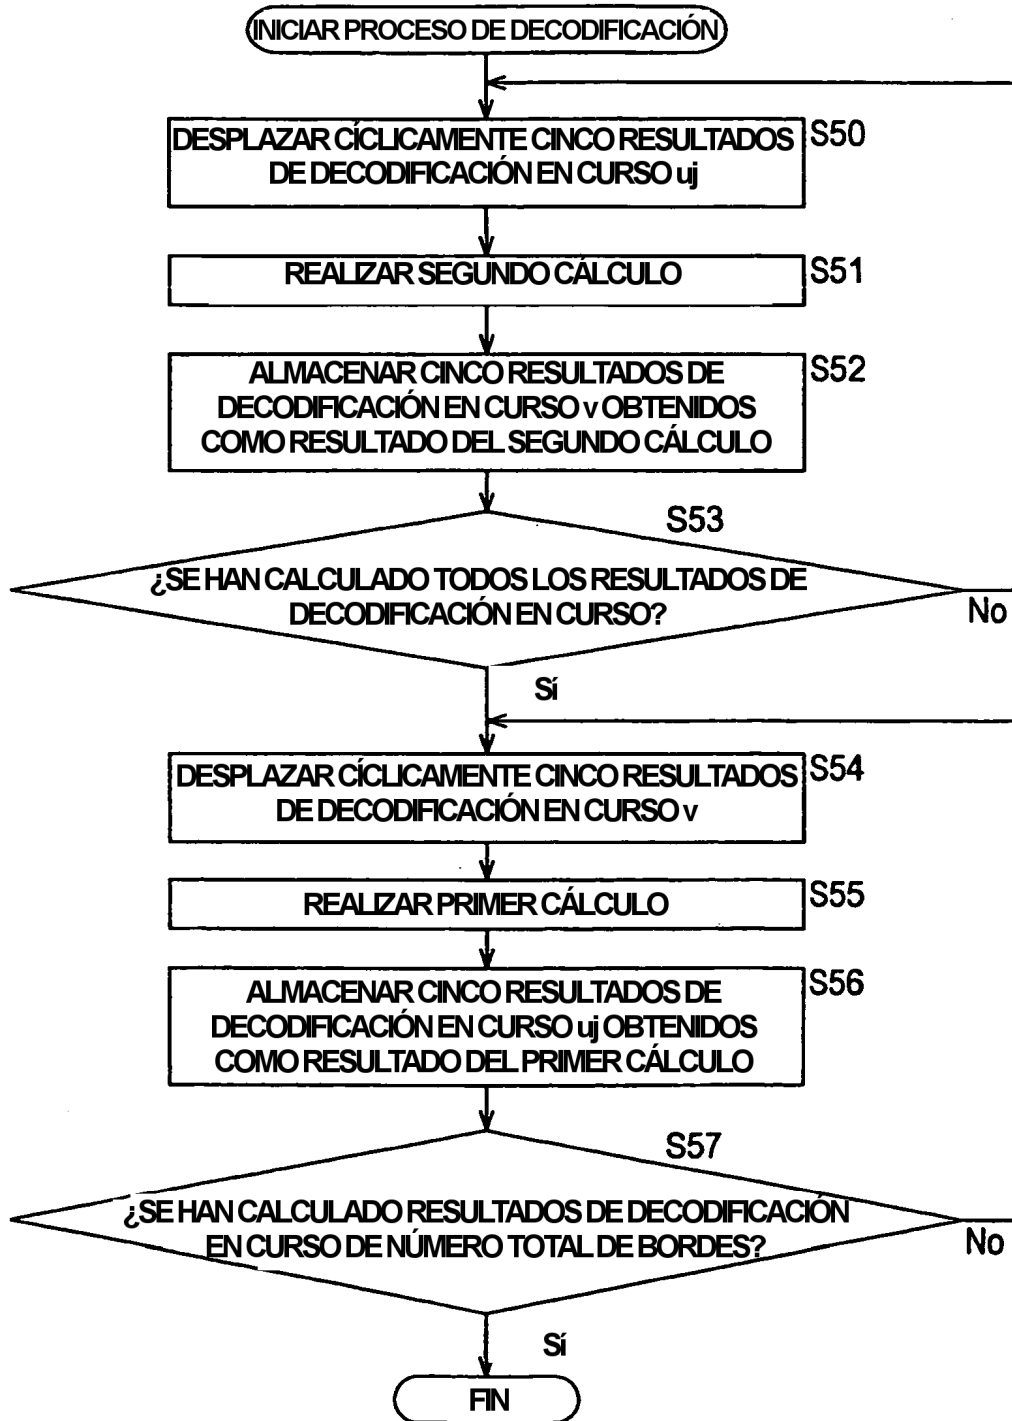 INICIAR PROCESO DE DECODIFICACIÓN
DESPLAZAR CÍCLICAMENTE CINCO RESULTADOS
DE DECODIFICACIÓN EN CURSO uj
S50
REALIZAR SEGUNDO CÁLCULO
S51
ALMACENAR CINCO RESULTADOS DE
DECODIFICACIÓN EN CURSO v OBTENIDOS
COMO RESULTADO DEL SEGUNDO CÁLCULO
S52
S53
¿SE HAN CALCULADO TODOS LOS RESULTADOS DE
DECODIFICACIÓN EN CURSO?
No
Sí
DESPLAZAR CÍCLICAMENTE CINCO RESULTADOS
DE DECODIFICACIÓN EN CURSO v
S54
REALIZAR PRIMER CÁLCULO
S55
ALMACENAR CINCO RESULTADOS DE
DECODIFICACIÓN EN CURSO uj OBTENIDOS
COMO RESULTADO DEL PRIMER CÁLCULO
S56
S57
¿SE HAN CALCULADO RESULTADOS DE DECODIFICACIÓN
EN CURSO DE NÚMERO TOTAL DE BORDES?
No
Sí
FIN